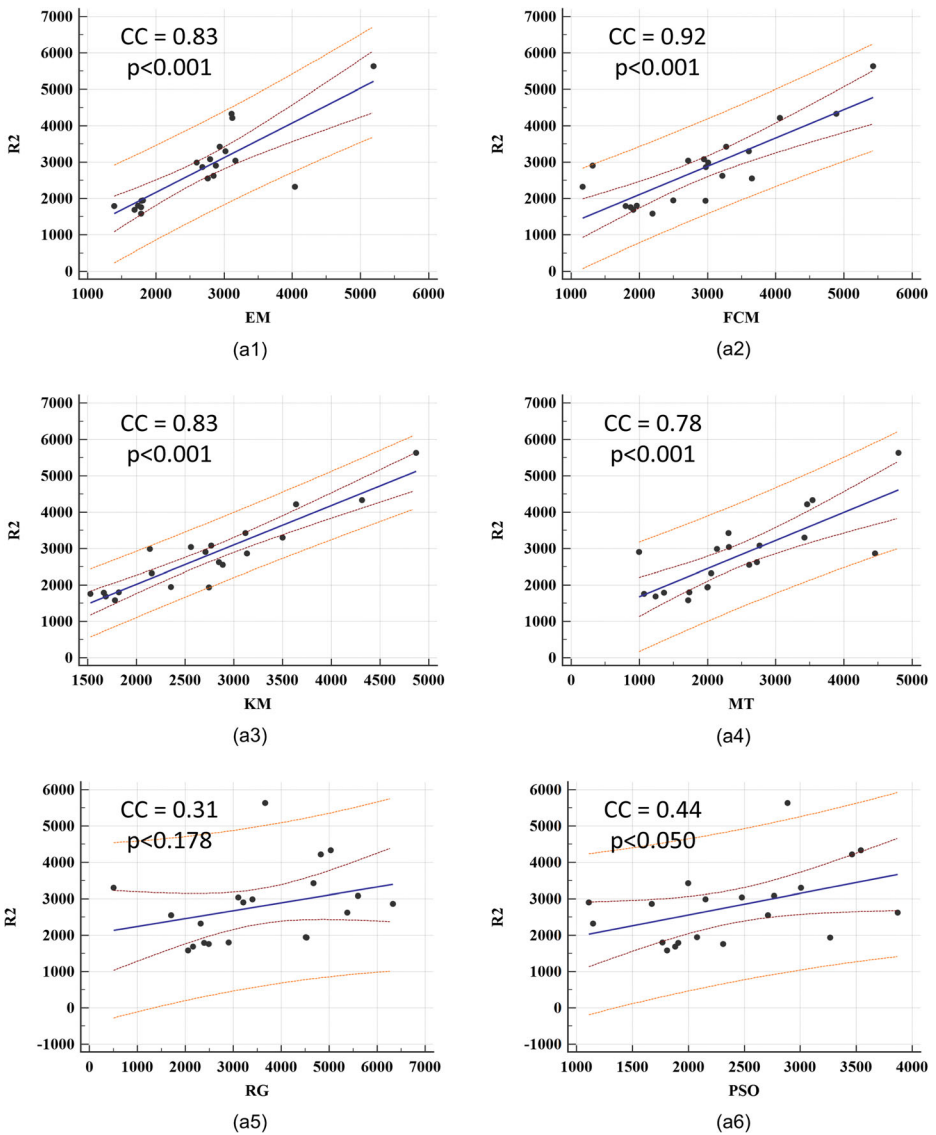 CC = 0.83
p<0.001
7000
6000
5000
4000
3000
2000
1000
0
R2
1000 2000 3000 4000 5000 6000
EM
(a1)
CC = 0.92
p<0.001
7000
6000
5000
4000
3000
2000
1000
0
R2
1000 2000 3000 4000 5000 6000
FCM
(a2)
CC = 0.83
p<0.001
7000
6000
5000
4000
3000
2000
1000
0
R2
1500 2000 2500 3000 3500 4000 4500 5000
KM
(a3)
CC = 0.78
p<0.001
7000
6000
5000
4000
3000
2000
1000
0
R2
0 1000 2000 3000 4000 5000
MT
(a4)
CC = 0.31
p<0.178
6000
5000
4000
3000
2000
1000
0
-1000
R2
0 1000 2000 3000 4000 5000 6000 7000
RG
(a5)
CC = 0.44
p<0.050
6000
5000
4000
3000
2000
1000
0
-1000
R2
1000 1500 2000 2500 3000 3500 4000
PSO
(a6)